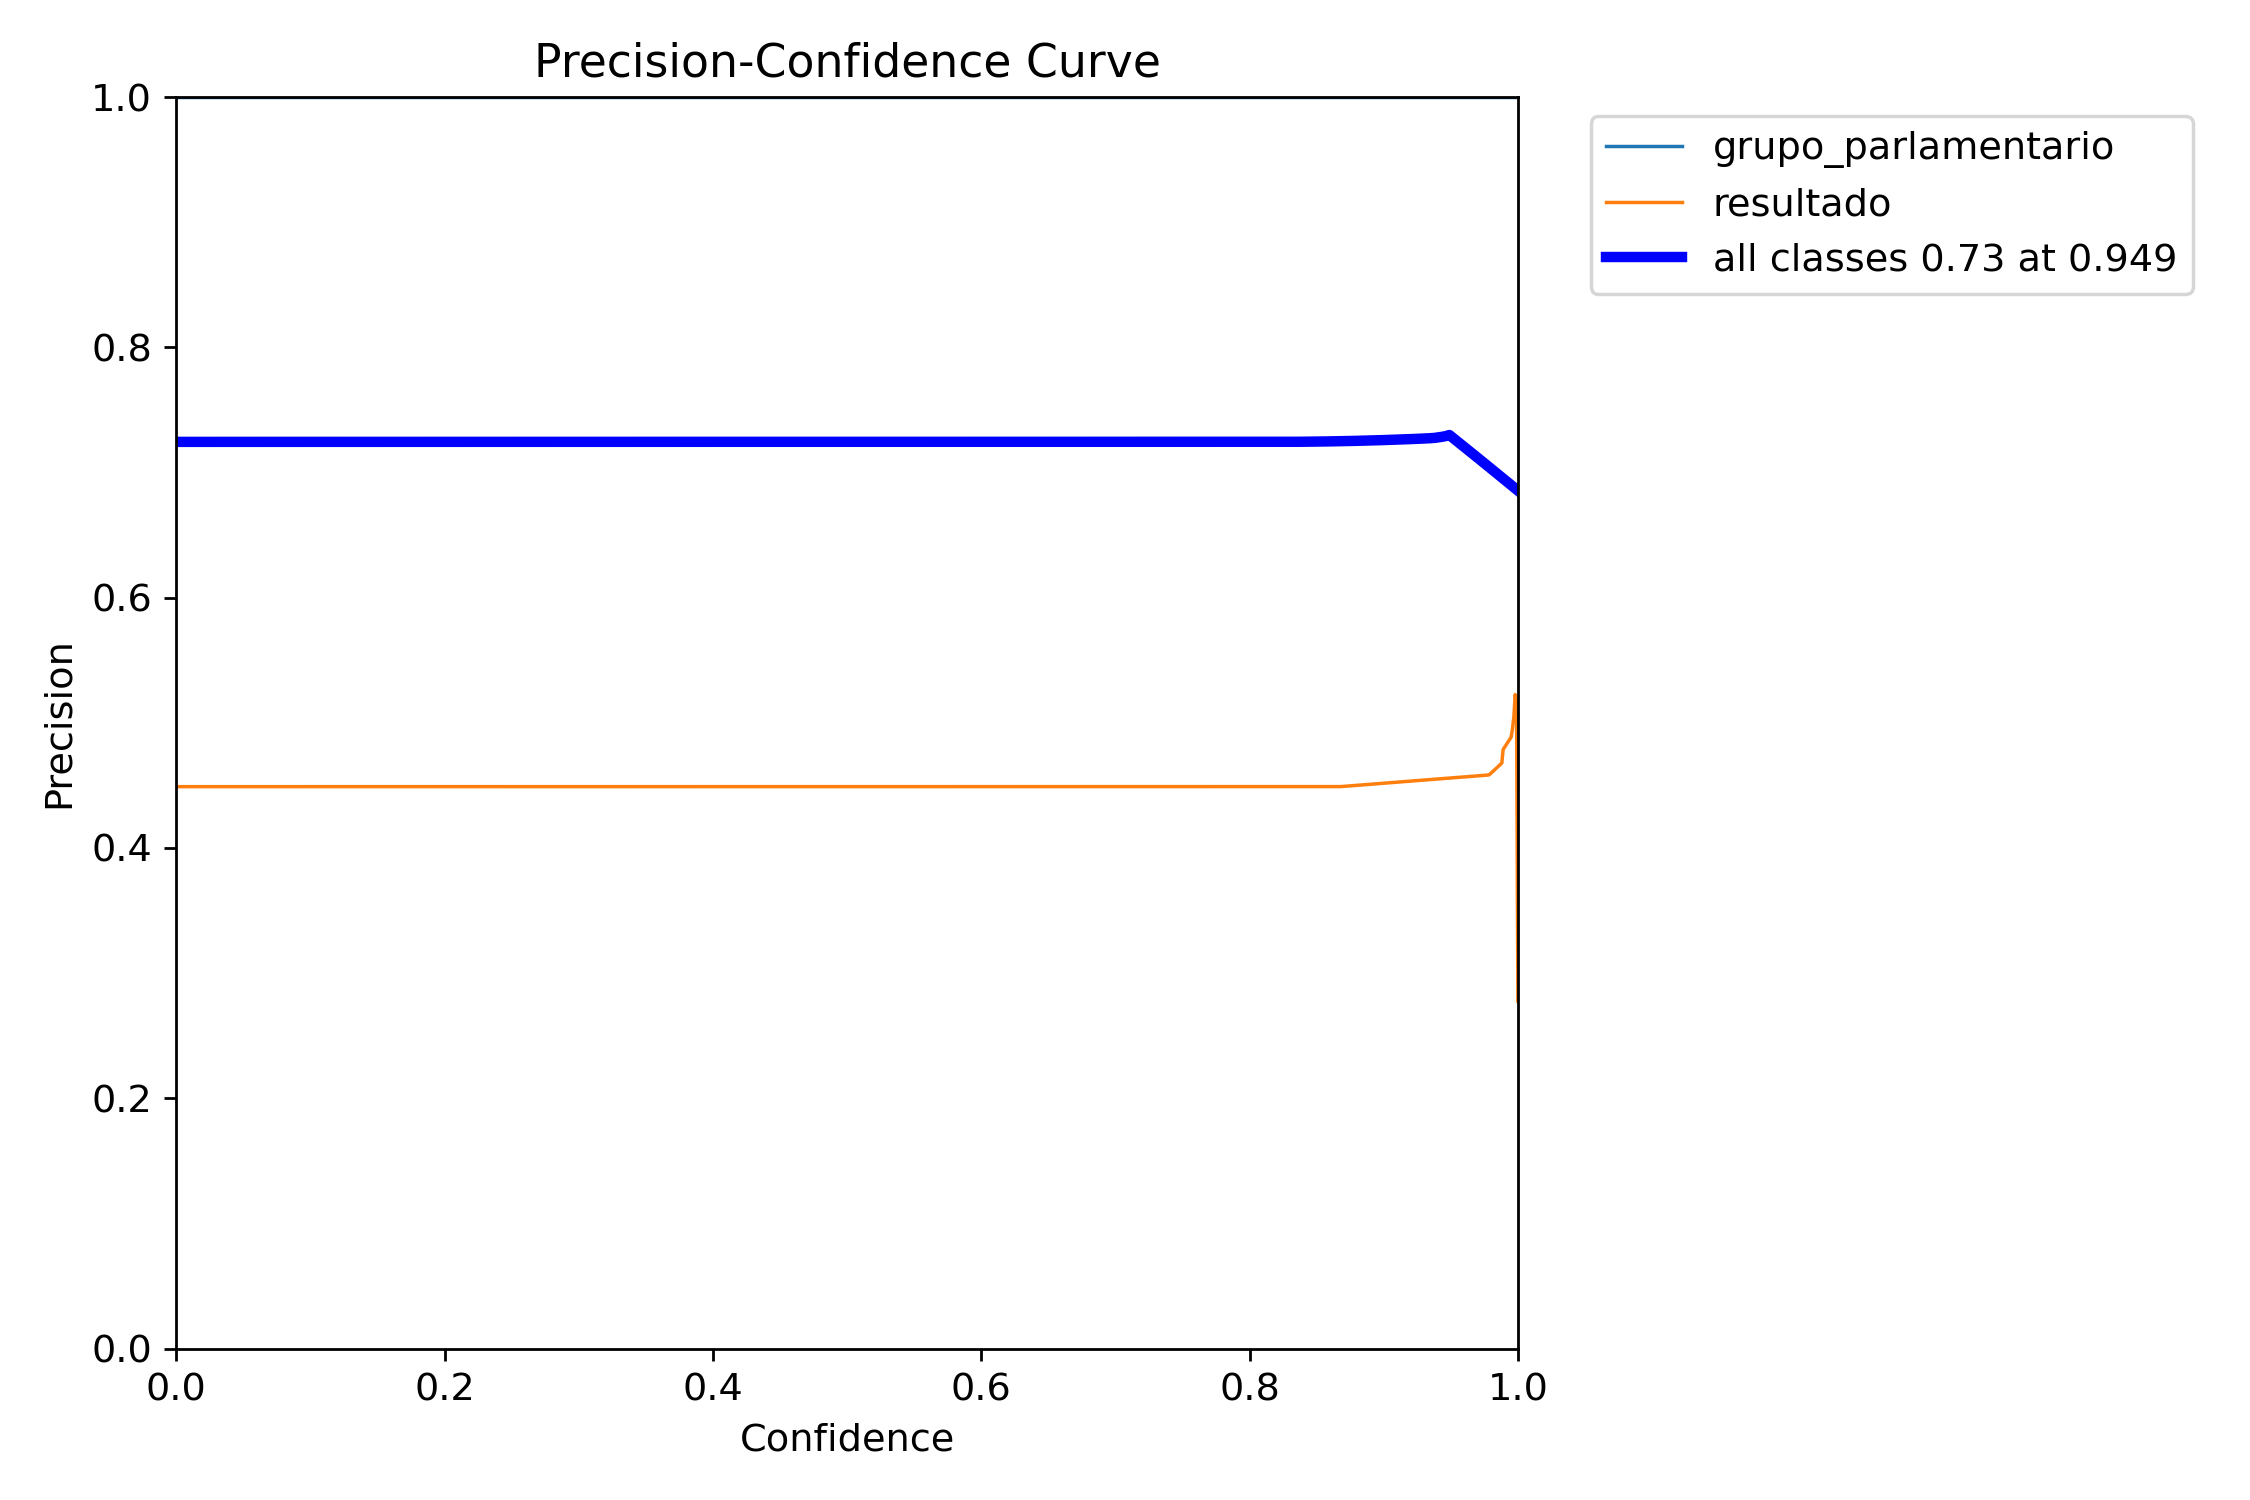 Precision-Confidence Curve
1.0
0.8
0.6
0.4
0.2
0.0
Precision
0.0 0.2 0.4 0.6 0.8 1.0
Confidence
grupo_parlamentario
resultado
all classes 0.73 at 0.949